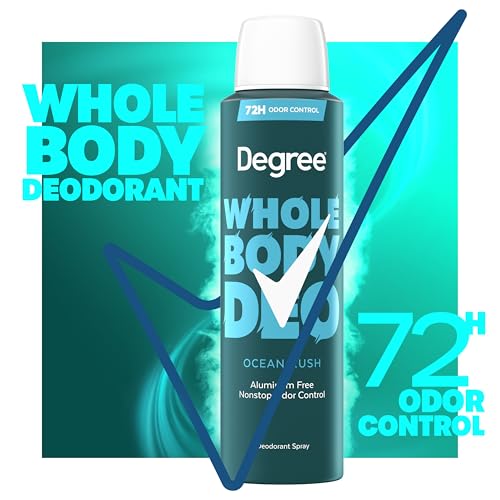 WHOLE
BODY
DEODORANT
72H ODOR CONTROL
Degree®
WHOLE
BODY
DEO
OCEAN RUSH
Aluminum Free
Nonstop Odor Control
Deodorant Spray
72H
ODOR
CONTROL